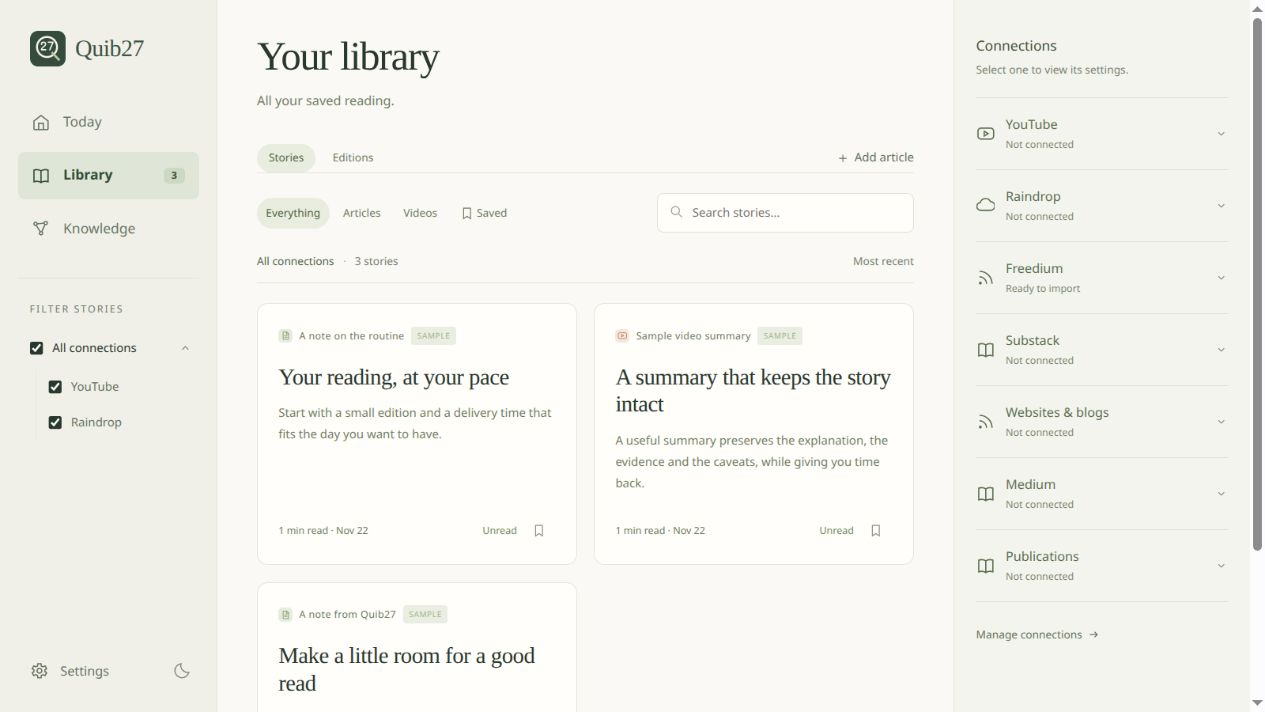 27
Quib27
Today
Library
3
Knowledge
FILTER STORIES
All connections
YouTube
Raindrop
Settings
Your library
All your saved reading.
Stories
Editions
+ Add article
Everything
Articles
Videos
Saved
Search stories...
All connections · 3 stories
Most recent
A note on the routine
SAMPLE
Your reading, at your pace
Start with a small edition and a delivery time that
fits the day you want to have.
1 min read · Nov 22
Unread
Sample video summary
SAMPLE
A summary that keeps the story
intact
A useful summary preserves the explanation, the
evidence and the caveats, while giving you time
back.
1 min read · Nov 22
Unread
A note from Quib27
SAMPLE
Make a little room for a good
read
Connections
Select one to view its settings.
YouTube
Not connected
Raindrop
Not connected
Freedium
Ready to import
Substack
Not connected
Websites & blogs
Not connected
Medium
Not connected
Publications
Not connected
Manage connections →